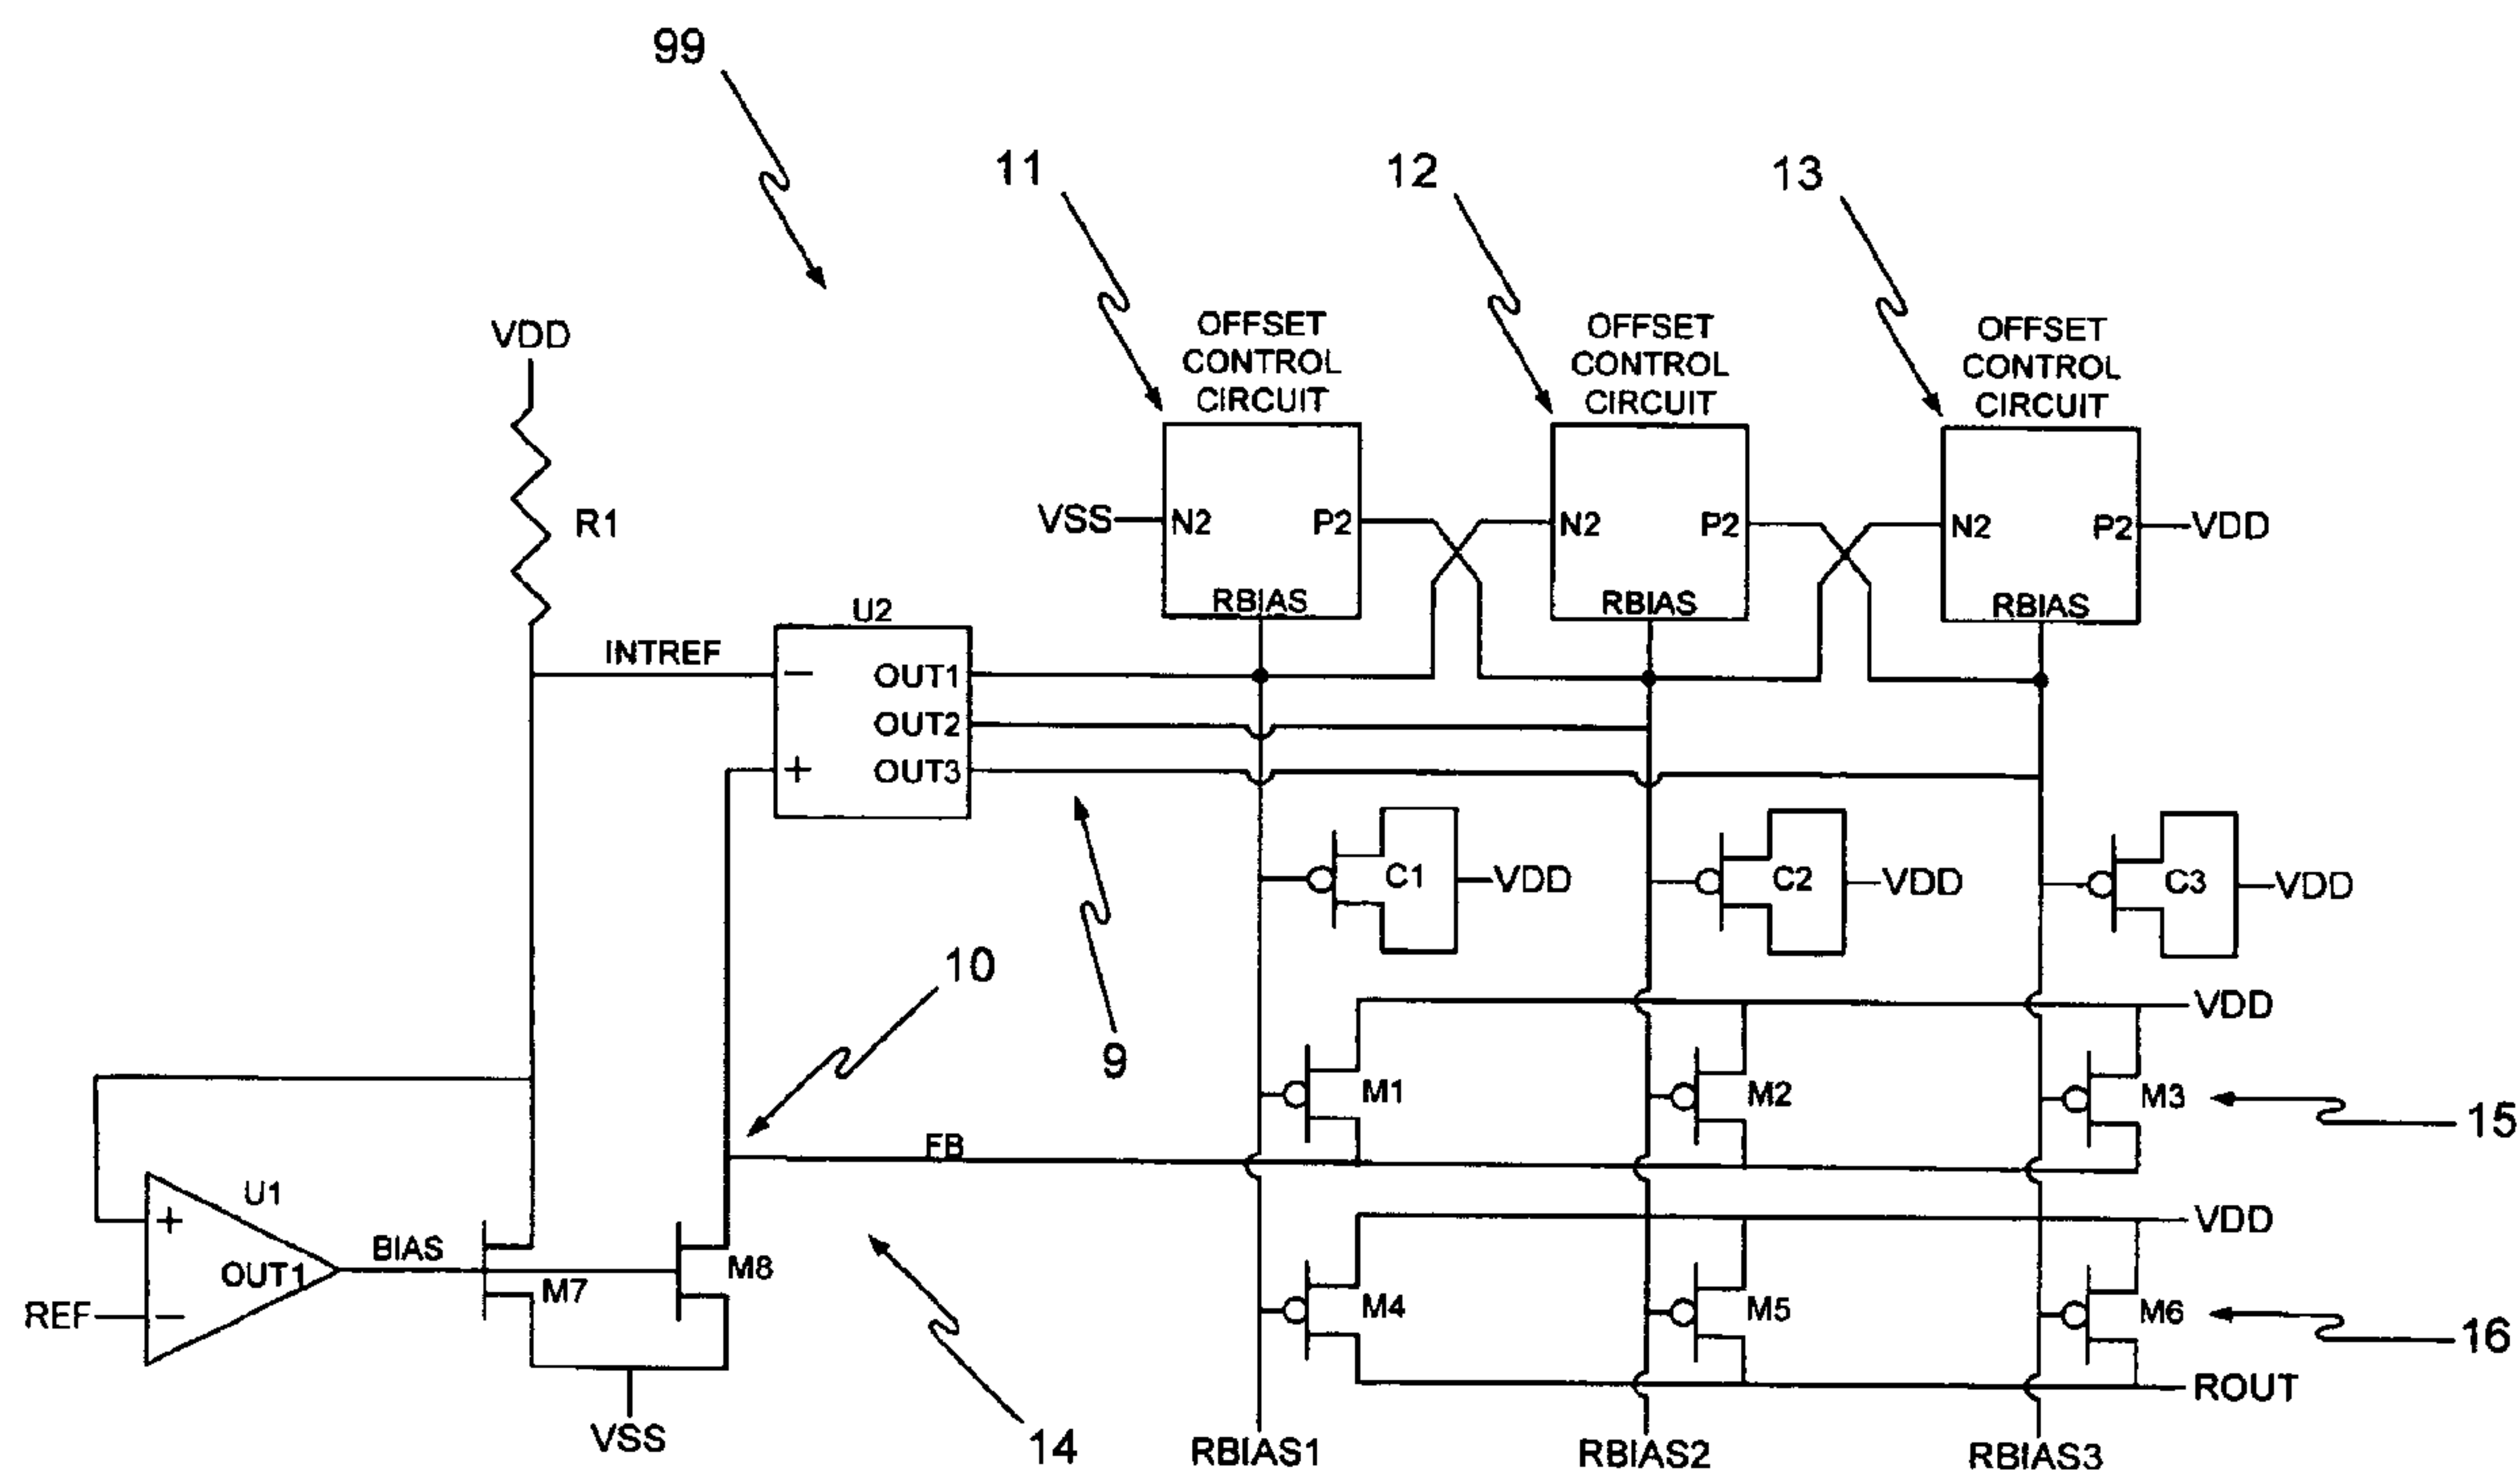 99
11
12
13
VDD
R1
OFFSET
CONTROL
CIRCUIT
OFFSET
CONTROL
CIRCUIT
OFFSET
CONTROL
CIRCUIT
VSS
N2
P2
RBIAS
N2
P2
RBIAS
N2
P2
RBIAS
VDD
U2
INTREF
−
+
OUT1
OUT2
OUT3
C1
VDD
C2
VDD
C3
VDD
10
9
VDD
M1
M2
M3
15
FB
U1
+
OUT1
−
REF
BIAS
M7
M8
VSS
14
VDD
M4
M5
M6
16
ROUT
RBIAS1
RBIAS2
RBIAS3